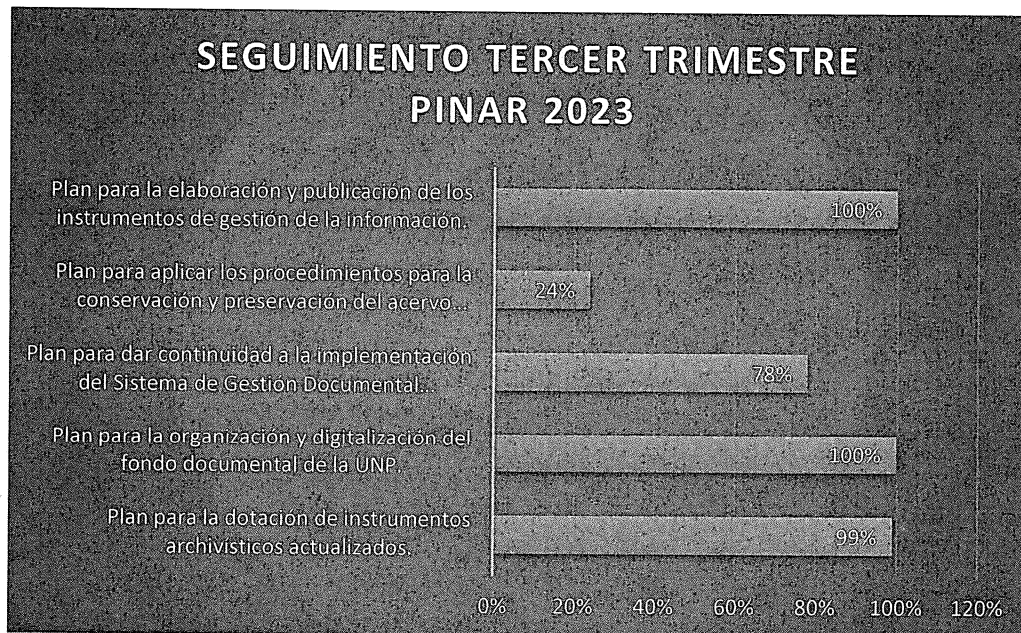 SEGUIMIENTO TERCER TRIMESTRE
PINAR 2023
Plan para la elaboración y publicación de los
instrumentos de gestión de la información.
100%
Plan para aplicar los procedimientos para la
conservación y preservación del acervo...
24%
Plan para dar continuidad a la implementación
del Sistema de Gestión Documental...
78%
Plan para la organización y digitalización del
fondo documental de la UNP.
100%
Plan para la dotación de instrumentos
archivísticos actualizados.
99%
0% 20% 40% 60% 80% 100% 120%